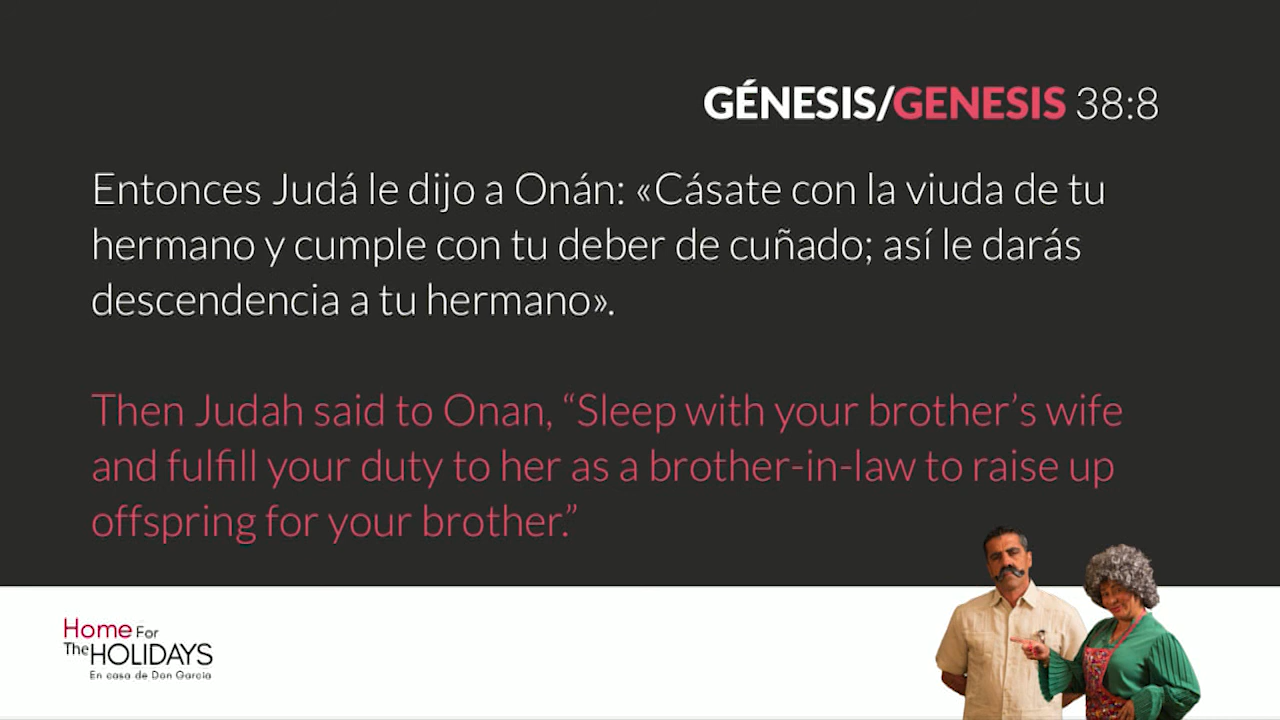 GÉNESIS/GENESIS 38:8
Entonces Judá le dijo a Onán: «Cásate con la viuda de tu
hermano y cumple con tu deber de cuñado; así le darás
descendencia a tu hermano».
Then Judah said to Onan, “Sleep with your brother’s wife
and fulfill your duty to her as a brother-in-law to raise up
offspring for your brother.”
Home For
The HOLIDAYS
En casa de Don Garcia